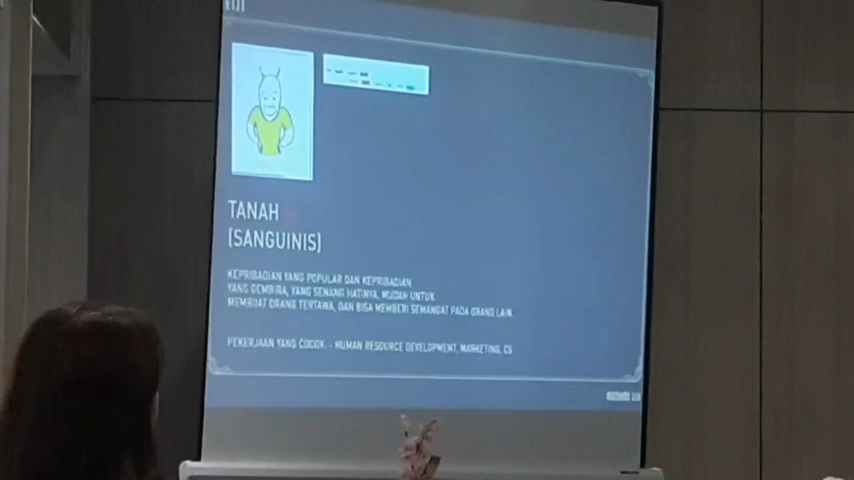 TANAH
(SANGUINIS)
KEPRIBADIAN YANG POPULAR DAN KEPRIBADIAN
YANG GEMBIRA, YANG SENANG HATINYA, MUDAH UNTUK
MEMBUAT ORANG TERTAWA, DAN BISA MEMBERI SEMANGAT PADA ORANG LAIN.
PEKERJAAN YANG COCOK : - HUMAN RESOURCE DEVELOPMENT, MARKETING, CS